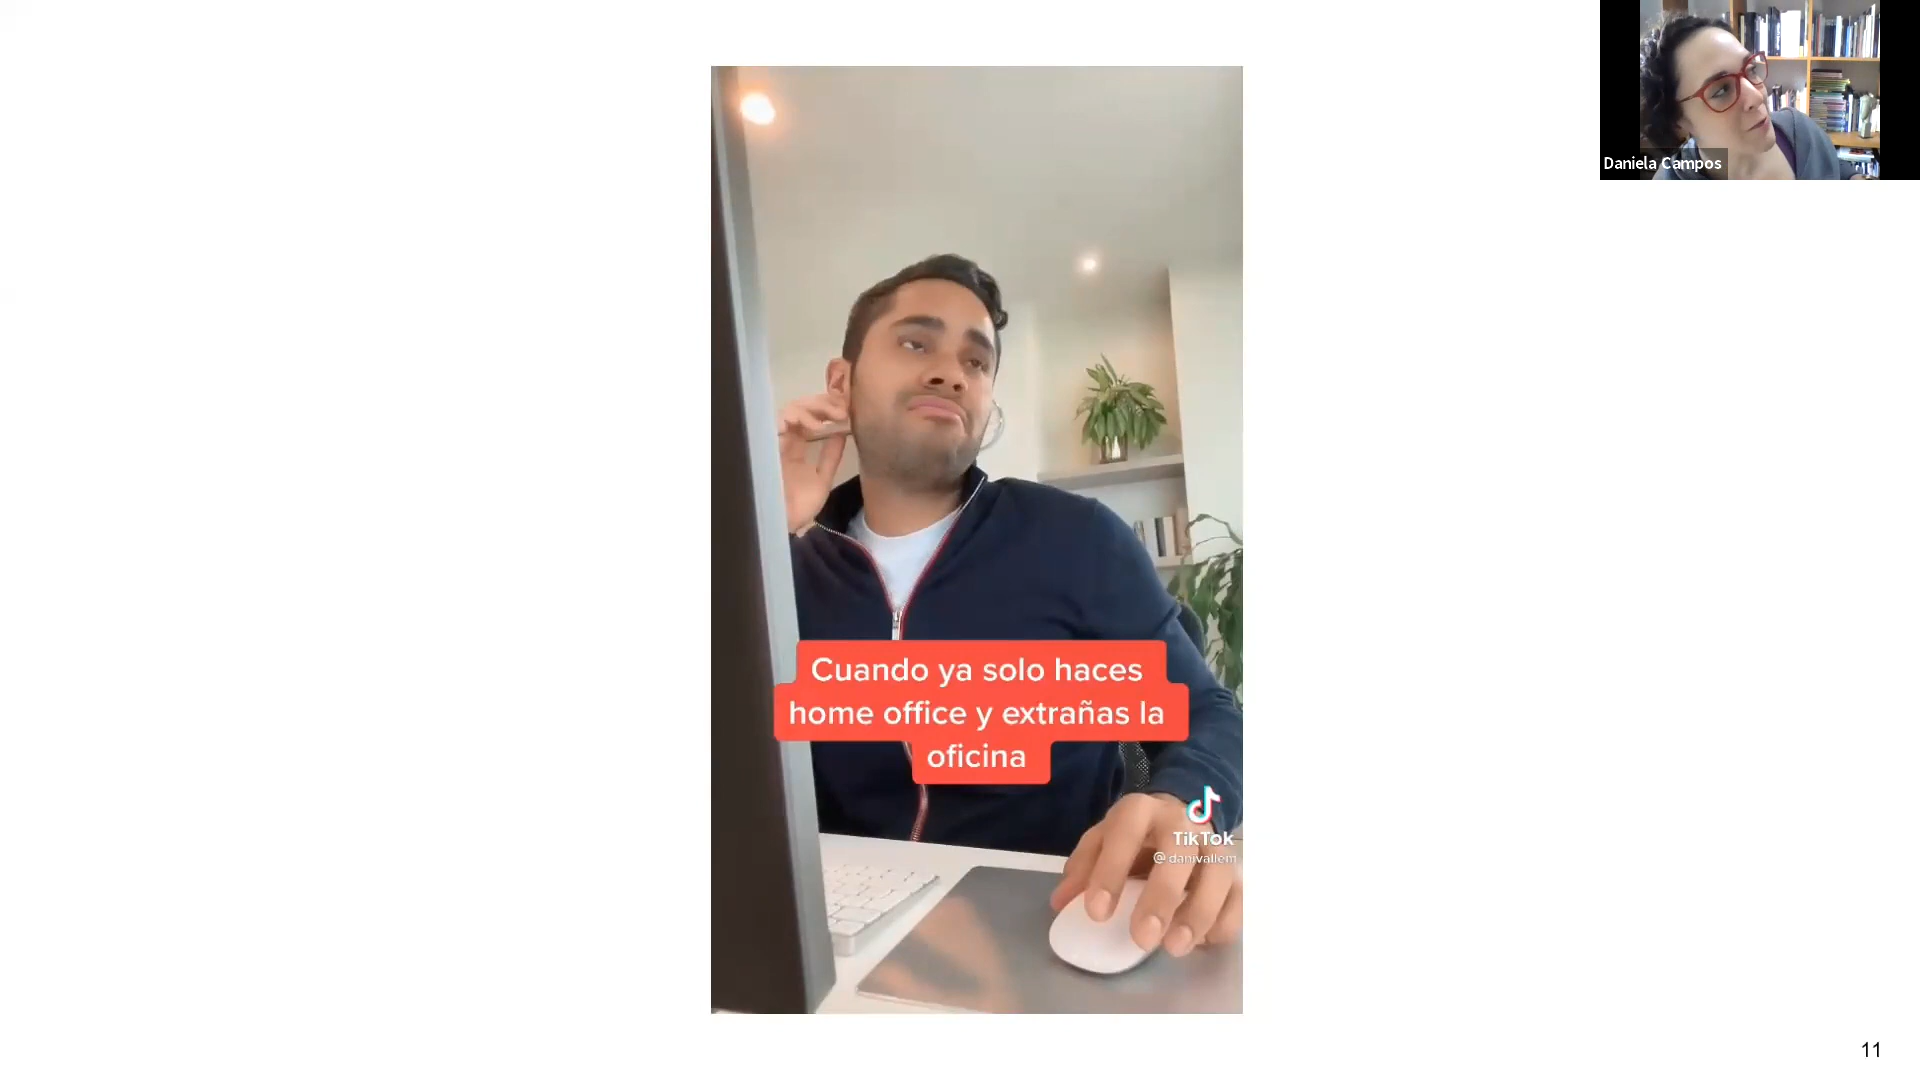 Daniela Campos
Cuando ya solo haces
home office y extrañas la
oficina
TikTok
@danivallem
11